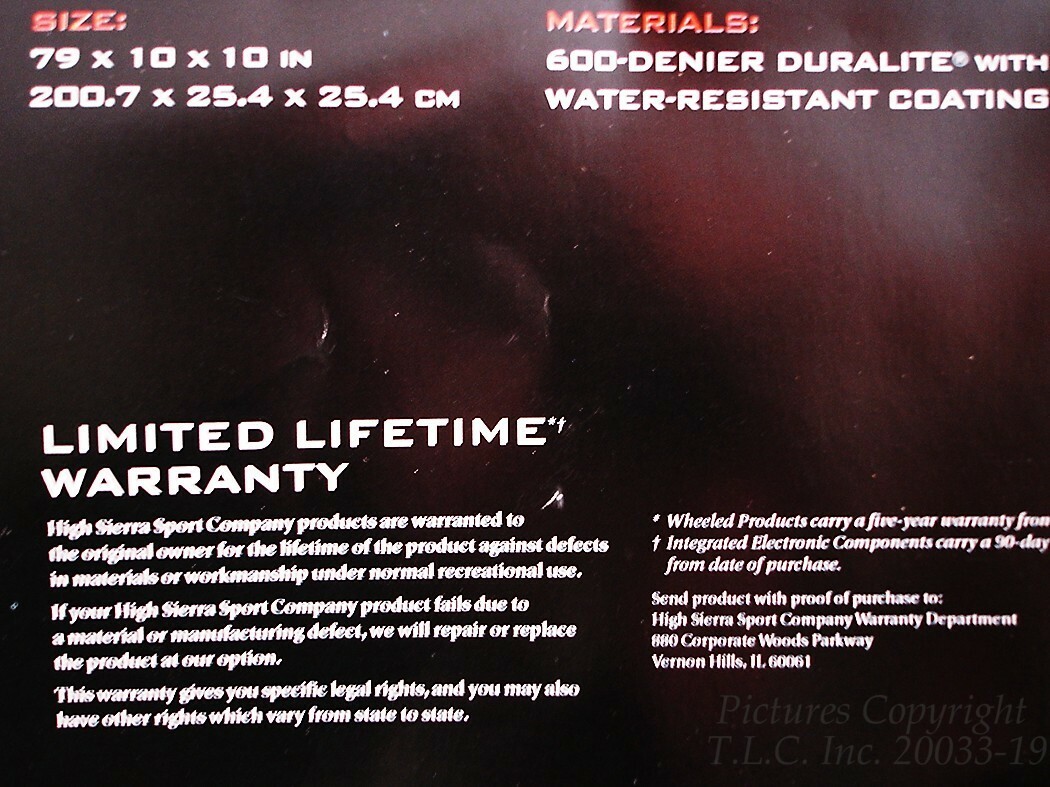 SIZE:
79 X 10 X 10 IN
200.7 X 25.4 X 25.4 CM
MATERIALS:
600-DENIER DURALITE® WITH
WATER-RESISTANT COATING
LIMITED LIFETIME*†
WARRANTY
High Sierra Sport Company products are warranted to
the original owner for the lifetime of the product against defects
in materials or workmanship under normal recreational use.
If your High Sierra Sport Company product fails due to
a material or manufacturing defect, we will repair or replace
the product at our option.
This warranty gives you specific legal rights, and you may also
have other rights which vary from state to state.
* Wheeled Products carry a five-year warranty from
† Integrated Electronic Components carry a 90-day
from date of purchase.
Send product with proof of purchase to:
High Sierra Sport Company Warranty Department
880 Corporate Woods Parkway
Vernon Hills, IL 60061
Pictures Copyright
T.L.C. Inc. 20033-19